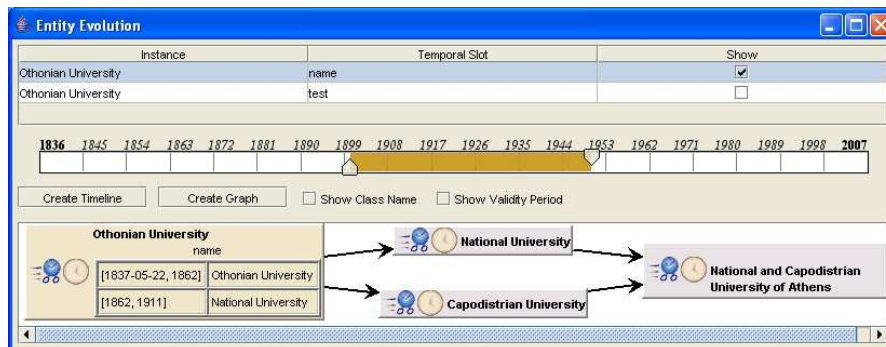 Entity Evolution
Instance Temporal Slot Show
Othonian University name
Othonian University test
1836 1845 1854 1863 1872 1881 1890 1899 1908 1917 1926 1935 1944 1953 1962 1971 1980 1989 1998 2007
Create Timeline Create Graph Show Class Name Show Validity Period
Othonian University
name
[1837-05-22, 1862] Othonian University
[1862, 1911] National University
National University
Capodistrian University
National and Capodistrian
University of Athens